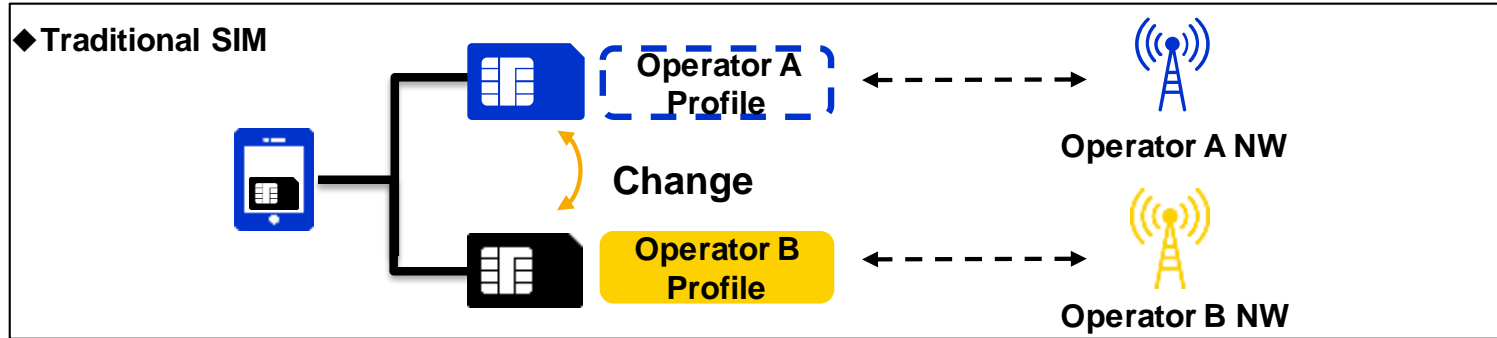 ◆Traditional SIM
Operator A
Profile
Operator A NW
Change
Operator B
Profile
Operator B NW